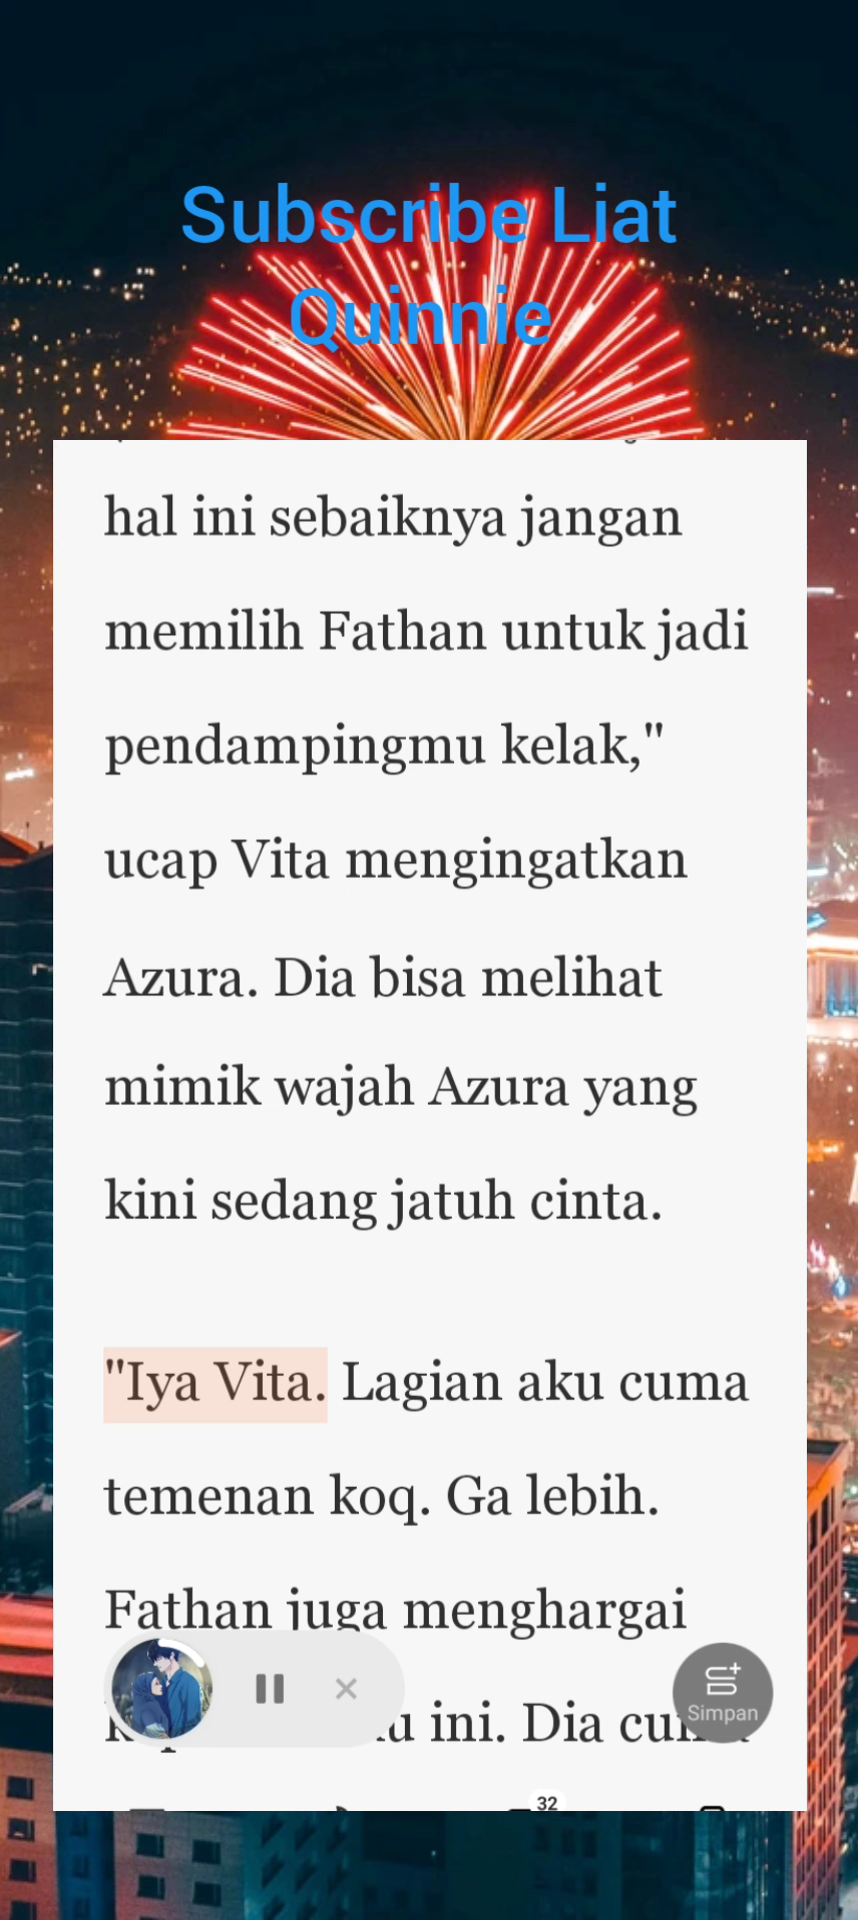 Subscribe Liat
Quinnie
hal ini sebaiknya jangan
memilih Fathan untuk jadi
pendampingmu kelak,"
ucap Vita mengingatkan
Azura. Dia bisa melihat
mimik wajah Azura yang
kini sedang jatuh cinta.
"Iya Vita. Lagian aku cuma
temenan koq. Ga lebih.
Fathan juga menghargai
ini. Dia
Simpan
32